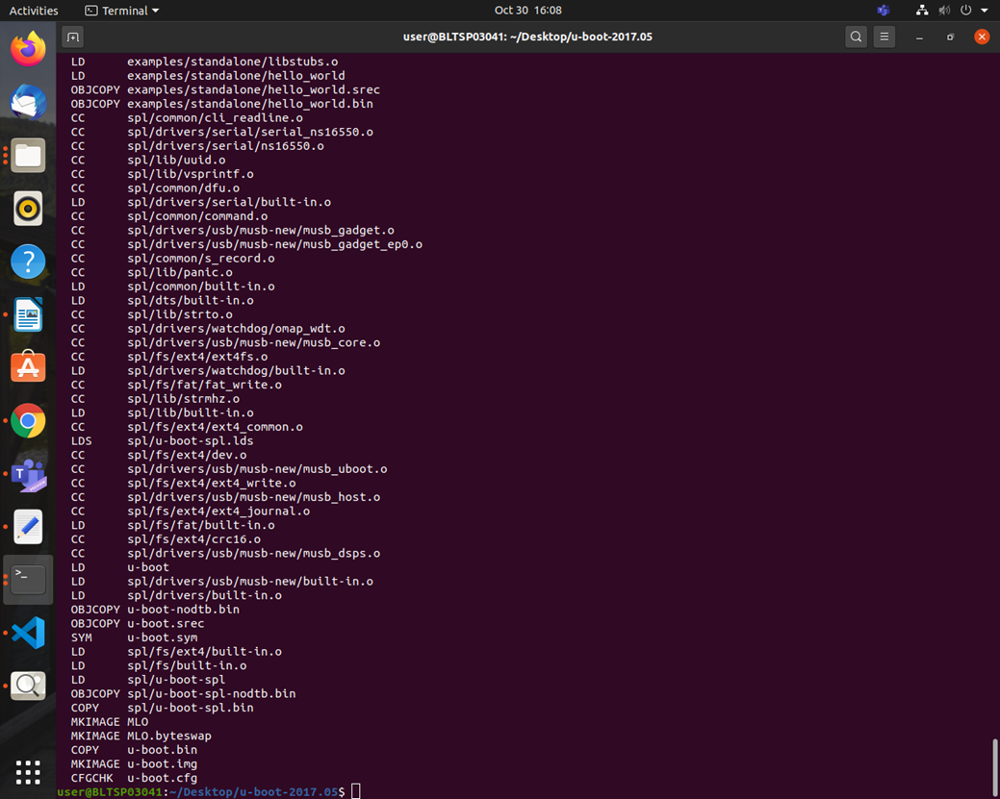 Activities Terminal Oct 30 16:08
user@BLTSP03041: ~/Desktop/u-boot-2017.05
LD examples/standalone/libstubs.o
LD examples/standalone/hello_world
OBJCOPY examples/standalone/hello_world.srec
OBJCOPY examples/standalone/hello_world.bin
CC spl/common/cli_readline.o
CC spl/drivers/serial/serial_ns16550.o
CC spl/drivers/serial/ns16550.o
CC spl/lib/uuid.o
CC spl/lib/vsprintf.o
CC spl/common/dfu.o
LD spl/drivers/serial/built-in.o
CC spl/common/command.o
CC spl/drivers/usb/musb-new/musb_gadget.o
CC spl/drivers/usb/musb-new/musb_gadget_ep0.o
CC spl/common/s_record.o
CC spl/lib/panic.o
LD spl/common/built-in.o
LD spl/dts/built-in.o
CC spl/lib/strto.o
CC spl/drivers/watchdog/omap_wdt.o
CC spl/drivers/usb/musb-new/musb_core.o
CC spl/fs/ext4/ext4fs.o
LD spl/drivers/watchdog/built-in.o
CC spl/fs/fat/fat_write.o
CC spl/lib/strmhz.o
LD spl/lib/built-in.o
CC spl/fs/ext4/ext4_common.o
LDS spl/u-boot-spl.lds
CC spl/fs/ext4/dev.o
CC spl/drivers/usb/musb-new/musb_uboot.o
CC spl/fs/ext4/ext4_write.o
CC spl/drivers/usb/musb-new/musb_host.o
CC spl/fs/ext4/ext4_journal.o
LD spl/fs/fat/built-in.o
CC spl/fs/ext4/crc16.o
CC spl/drivers/usb/musb-new/musb_dsps.o
LD u-boot
LD spl/drivers/usb/musb-new/built-in.o
LD spl/drivers/built-in.o
OBJCOPY u-boot-nodtb.bin
OBJCOPY u-boot.srec
SYM u-boot.sym
LD spl/fs/ext4/built-in.o
LD spl/fs/built-in.o
LD spl/u-boot-spl
OBJCOPY spl/u-boot-spl-nodtb.bin
COPY spl/u-boot-spl.bin
MKIMAGE MLO
MKIMAGE MLO.byteswap
COPY u-boot.bin
MKIMAGE u-boot.img
CFGCHK u-boot.cfg
user@BLTSP03041:~/Desktop/u-boot-2017.05$